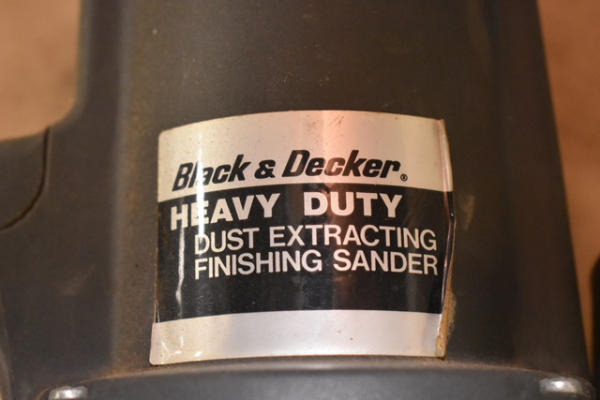 Black & Decker®
HEAVY DUTY
DUST EXTRACTING
FINISHING SANDER